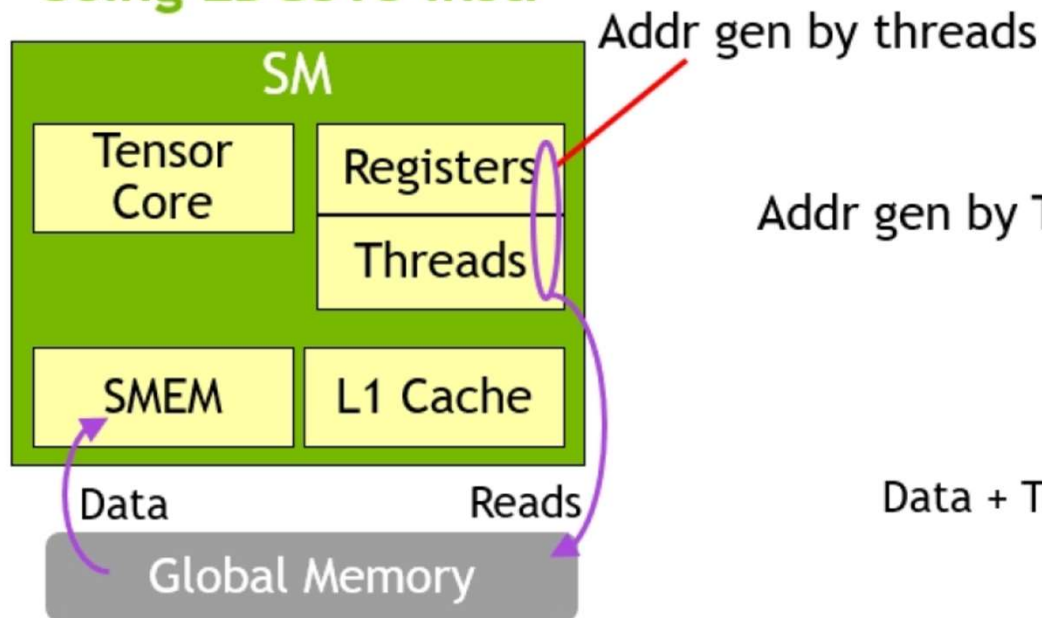 Addr gen by threads
SM
Tensor
Core
Registers
Threads
Addr gen by T
SMEM
L1 Cache
Data
Reads
Data + T
Global Memory